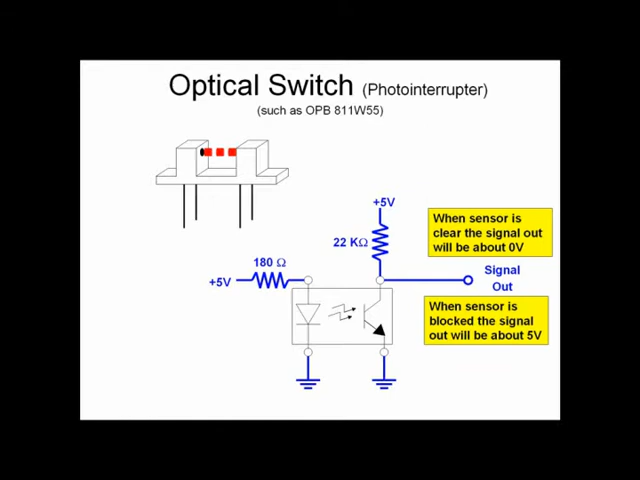 Optical Switch (Photointerrupter)
(such as OPB 811W55)
+5V
22 KΩ
180 Ω
+5V
When sensor is
clear the signal out
will be about 0V
Signal
Out
When sensor is
blocked the signal
out will be about 5V